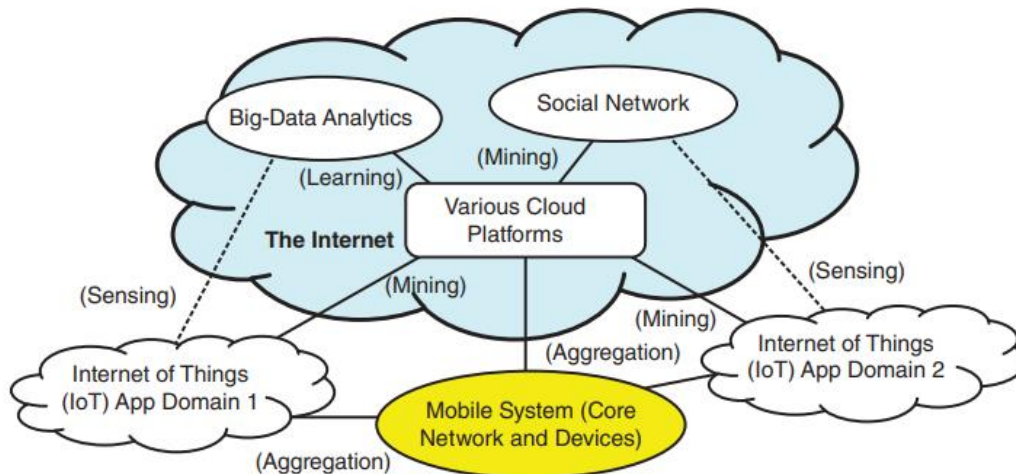 Big-Data Analytics
Social Network
(Mining)
(Learning)
Various Cloud
Platforms
The Internet
(Sensing)
(Mining)
(Sensing)
(Mining)
(Aggregation)
Internet of Things
(IoT) App Domain 1
Internet of Things
(IoT) App Domain 2
Mobile System (Core
Network and Devices)
(Aggregation)